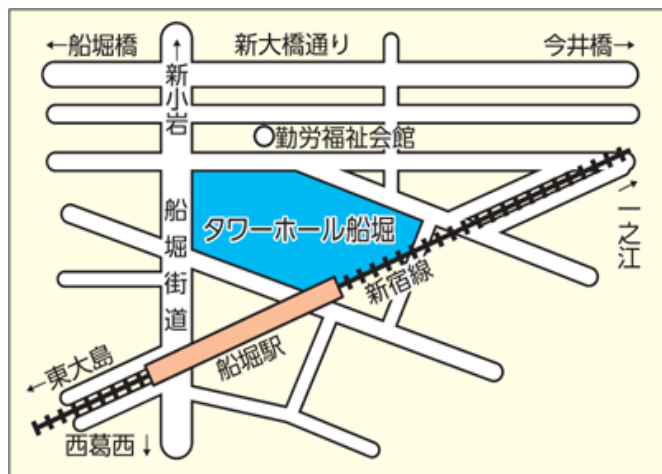 ←船堀橋
新大橋通り
今井橋→
↑新小岩
勤労福祉会館
船堀街道
タワーホール船堀
新宿線
→一之江
船堀駅
←東大島
西葛西↓